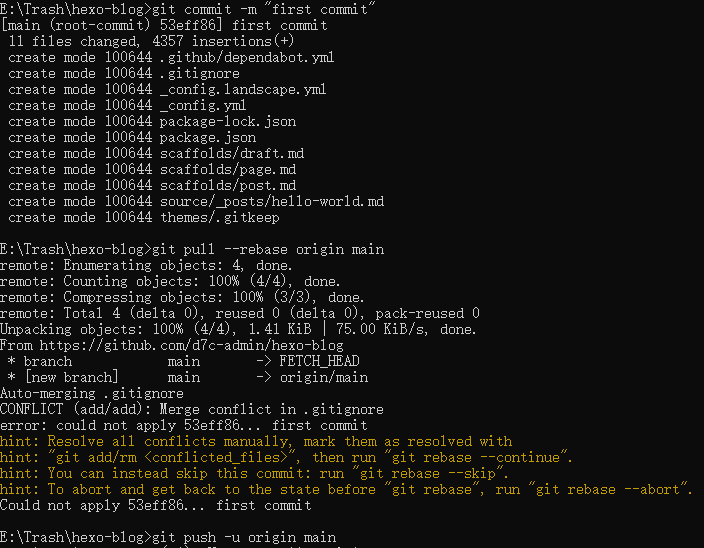 E:\Trash\hexo-blog>git commit -m "first commit"
[main (root-commit) 53eff86] first commit
 11 files changed, 4357 insertions(+)
 create mode 100644 .github/dependabot.yml
 create mode 100644 .gitignore
 create mode 100644 _config.landscape.yml
 create mode 100644 _config.yml
 create mode 100644 package-lock.json
 create mode 100644 package.json
 create mode 100644 scaffolds/draft.md
 create mode 100644 scaffolds/page.md
 create mode 100644 scaffolds/post.md
 create mode 100644 source/_posts/hello-world.md
 create mode 100644 themes/.gitkeep
E:\Trash\hexo-blog>git pull --rebase origin main
remote: Enumerating objects: 4, done.
remote: Counting objects: 100% (4/4), done.
remote: Compressing objects: 100% (3/3), done.
remote: Total 4 (delta 0), reused 0 (delta 0), pack-reused 0
Unpacking objects: 100% (4/4), 1.41 KiB | 75.00 KiB/s, done.
From https://github.com/d7c-admin/hexo-blog
 * branch            main       -> FETCH_HEAD
 * [new branch]      main       -> origin/main
Auto-merging .gitignore
CONFLICT (add/add): Merge conflict in .gitignore
error: could not apply 53eff86... first commit
hint: Resolve all conflicts manually, mark them as resolved with
hint: "git add/rm <conflicted_files>", then run "git rebase --continue".
hint: You can instead skip this commit: run "git rebase --skip".
hint: To abort and get back to the state before "git rebase", run "git rebase --abort".
Could not apply 53eff86... first commit
E:\Trash\hexo-blog>git push -u origin main